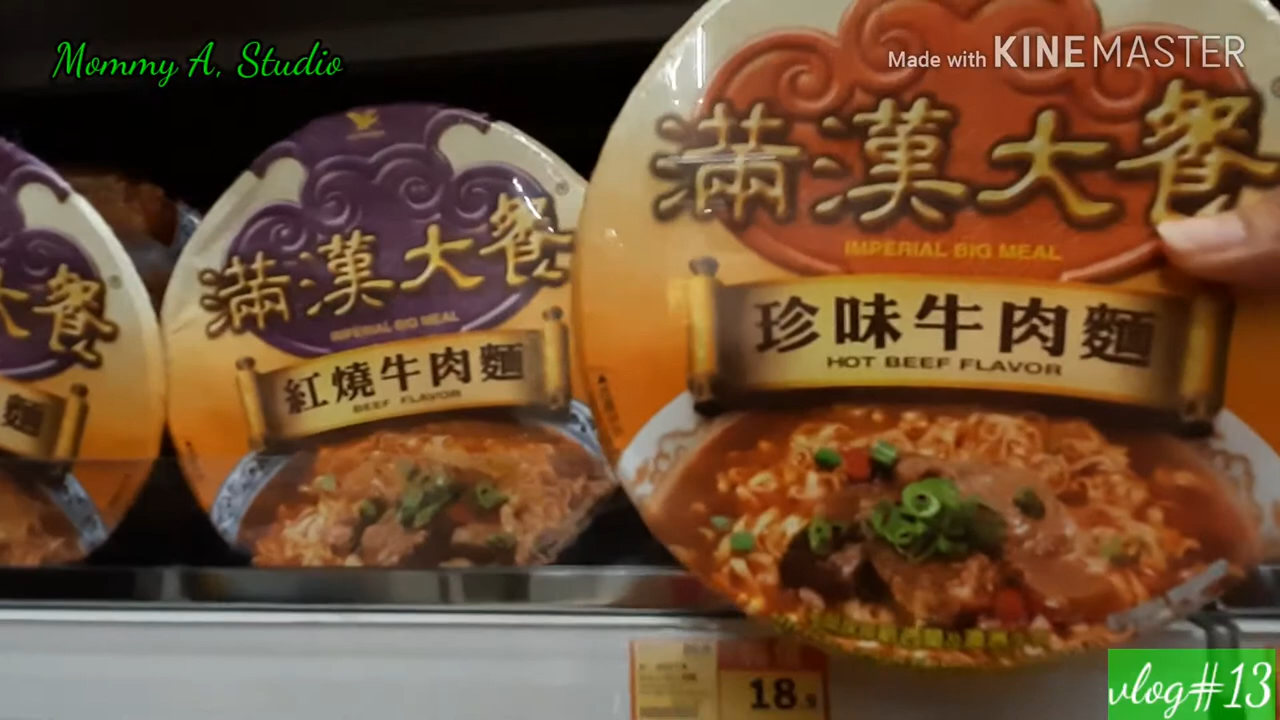 Mommy A. Studio
Made with KINEMASTER
滿漢大餐
IMPERIAL BIG MEAL
珍味牛肉麵
HOT BEEF FLAVOR
滿漢大餐
IMPERIAL BIG MEAL
紅燒牛肉麵
BEEF FLAVOR
大餐
麵
18.9
vlog#13